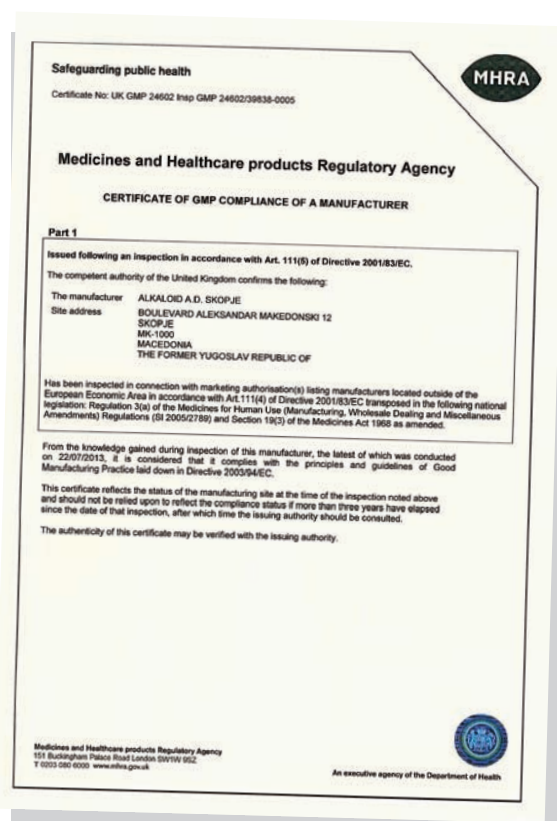 Safeguarding public health
MHRA
Certificate No: UK GMP 24602 Insp GMP 24602/39838-0005
Medicines and Healthcare products Regulatory Agency
CERTIFICATE OF GMP COMPLIANCE OF A MANUFACTURER
Part 1
Issued following an inspection in accordance with Art. 111(5) of Directive 2001/83/EC.
The competent authority of the United Kingdom confirms the following:
The manufacturer ALKALOID A.D. SKOPJE
Site address BOULEVARD ALEKSANDAR MAKEDONSKI 12
SKOPJE
MK-1000
MACEDONIA
THE FORMER YUGOSLAV REPUBLIC OF
Has been inspected in connection with marketing authorisation(s) listing manufacturers located outside of the
European Economic Area in accordance with Art.111(4) of Directive 2001/83/EC transposed in the following national
legislation: Regulation 3(a) of the Medicines for Human Use (Manufacturing, Wholesale Dealing and Miscellaneous
Amendments) Regulations (SI 2005/2789) and Section 19(3) of the Medicines Act 1968 as amended.
From the knowledge gained during inspection of this manufacturer, the latest of which was conducted
on 22/07/2013, it is considered that it complies with the principles and guidelines of Good
Manufacturing Practice laid down in Directive 2003/94/EC.
This certificate reflects the status of the manufacturing site at the time of the inspection noted above
and should not be relied upon to reflect the compliance status if more than three years have elapsed
since the date of that inspection, after which time the issuing authority should be consulted.
The authenticity of this certificate may be verified with the issuing authority.
Medicines and Healthcare products Regulatory Agency
151 Buckingham Palace Road London SW1W 9SZ
T 0203 080 6000 www.mhra.gov.uk
An executive agency of the Department of Health